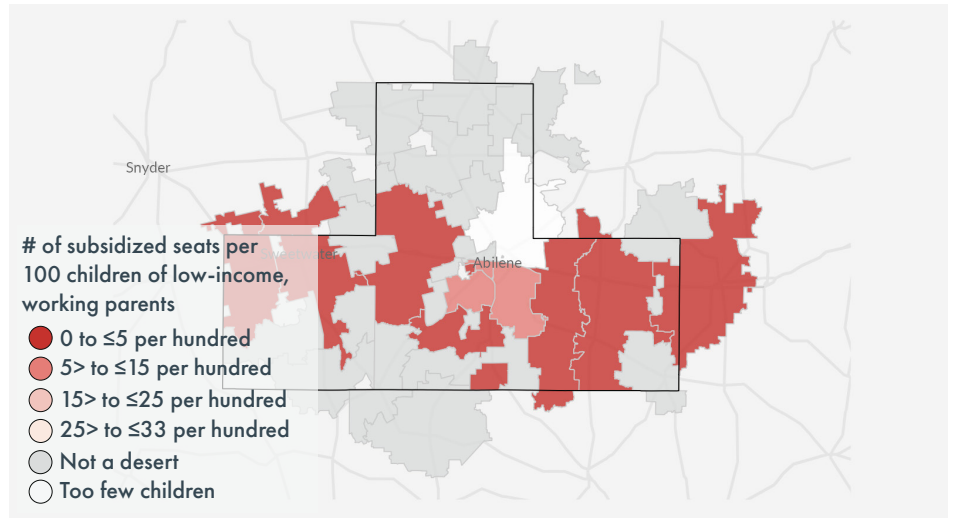 Snyder
# of subsidized seats per
100 children of low-income,
working parents
Sweetwater
Abilene
0 to ≤5 per hundred
5> to ≤15 per hundred
15> to ≤25 per hundred
25> to ≤33 per hundred
Not a desert
Too few children